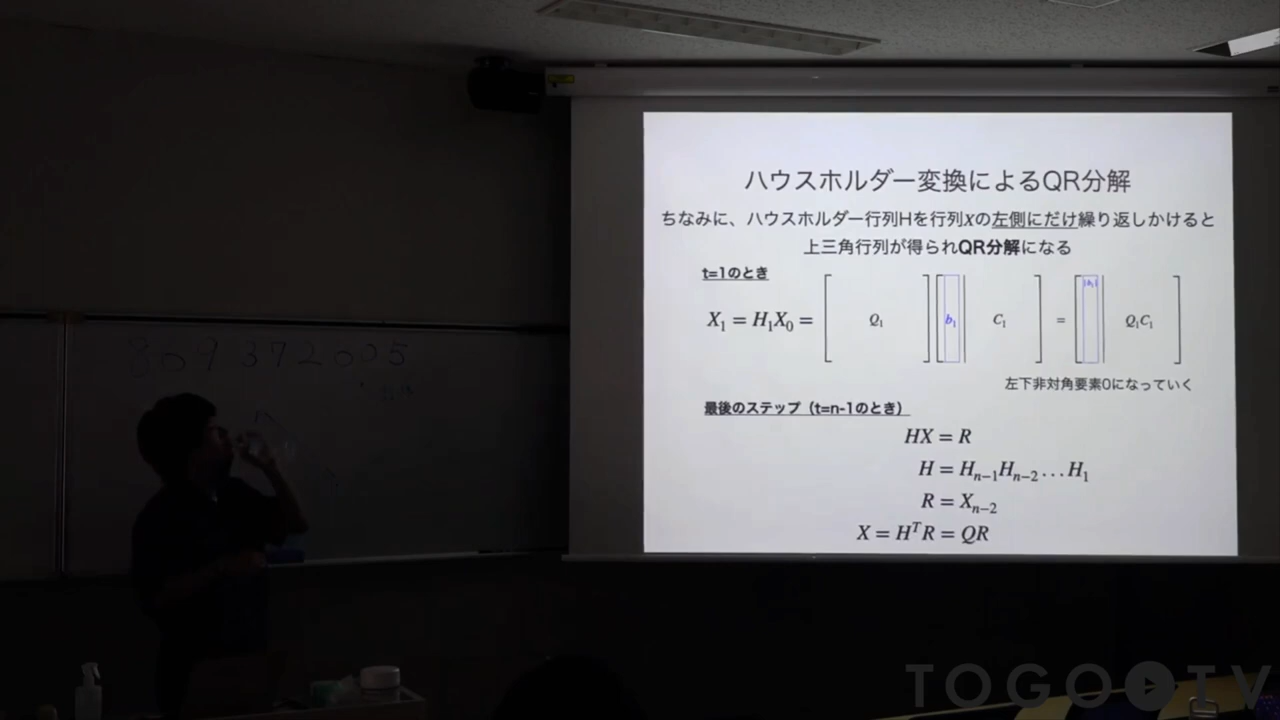 ハウスホルダー変換によるQR分解
ちなみに、ハウスホルダー行列Hを行列Xの左側にだけ繰り返しかけると
上三角行列が得られQR分解になる
t=1のとき
X₁ = H₁X₀ = [ Q₁ ] [ b₁ C₁ ] = [ |b₁| Q₁C₁ ]
左下非対角要素0になっていく
最後のステップ（t=n-1のとき）
HX = R
H = Hₙ₋₁Hₙ₋₂…H₁
R = Xₙ₋₂
X = HᵀR = QR
809372005
TOGO TV